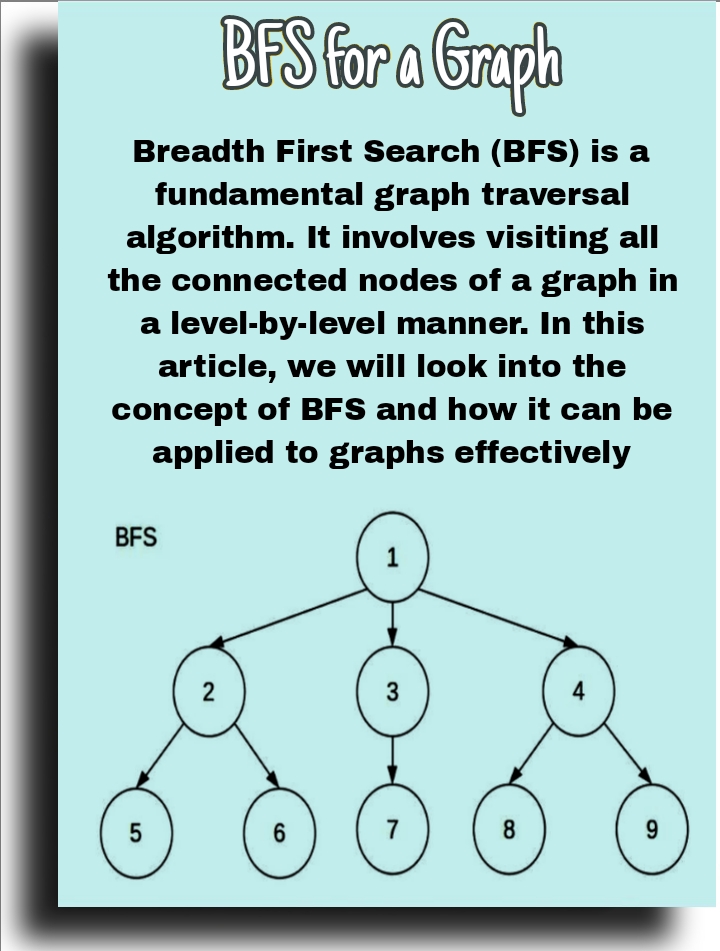 BFS for a Graph
Breadth First Search (BFS) is a
fundamental graph traversal
algorithm. It involves visiting all
the connected nodes of a graph in
a level-by-level manner. In this
article, we will look into the
concept of BFS and how it can be
applied to graphs effectively
BFS
1
2 3 4
5 6 7 8 9